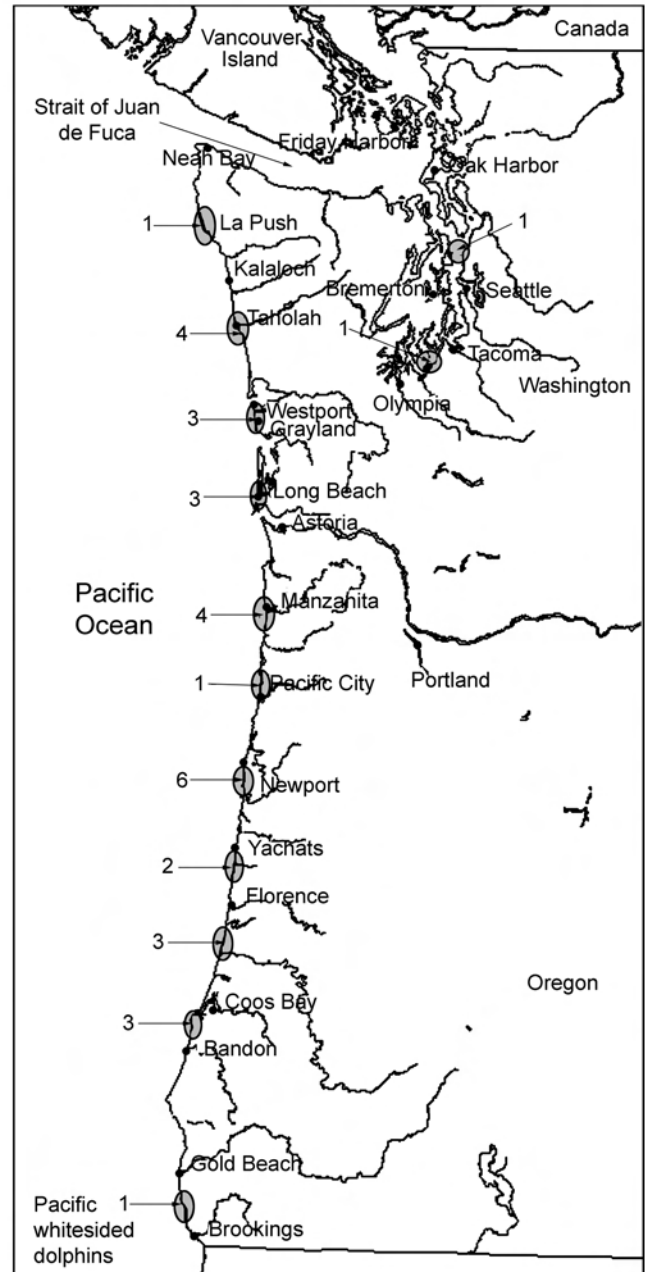 Canada
Vancouver
Island
Strait of Juan
de Fuca
Friday Harbor
Neah Bay
Oak Harbor
1
La Push
1
Kalaloch
Bremerton
Seattle
Taholah
4
1
Tacoma
Washington
Olympia
Westport
3
Grayland
3
Long Beach
Astoria
Pacific
Ocean
Manzanita
4
Portland
1
Pacific City
6
Newport
Yachats
2
Florence
3
Oregon
Coos Bay
3
Bandon
Gold Beach
Pacific
whitesided
dolphins
1
Brookings